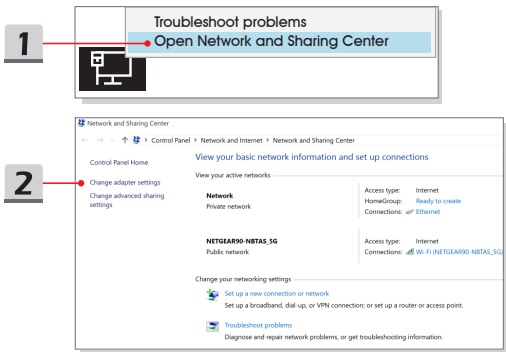 1
Troubleshoot problems
Open Network and Sharing Center
2
Network and Sharing Center
Control Panel > Network and Internet > Network and Sharing Center
Control Panel Home
Change adapter settings
Change advanced sharing
settings
View your basic network information and set up connections
View your active networks
Network
Private network
Access type: Internet
HomeGroup: Ready to create
Connections: Ethernet
NETGEAR90-NBTAS_5G
Public network
Access type: Internet
Connections: Wi-Fi (NETGEAR90-NBTAS_5G)
Change your networking settings
Set up a new connection or network
Set up a broadband, dial-up, or VPN connection; or set up a router or access point.
Troubleshoot problems
Diagnose and repair network problems, or get troubleshooting information.